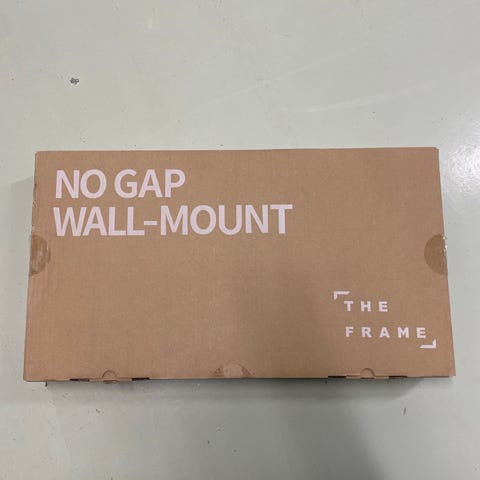 NO GAP
WALL-MOUNT
THE
FRAME